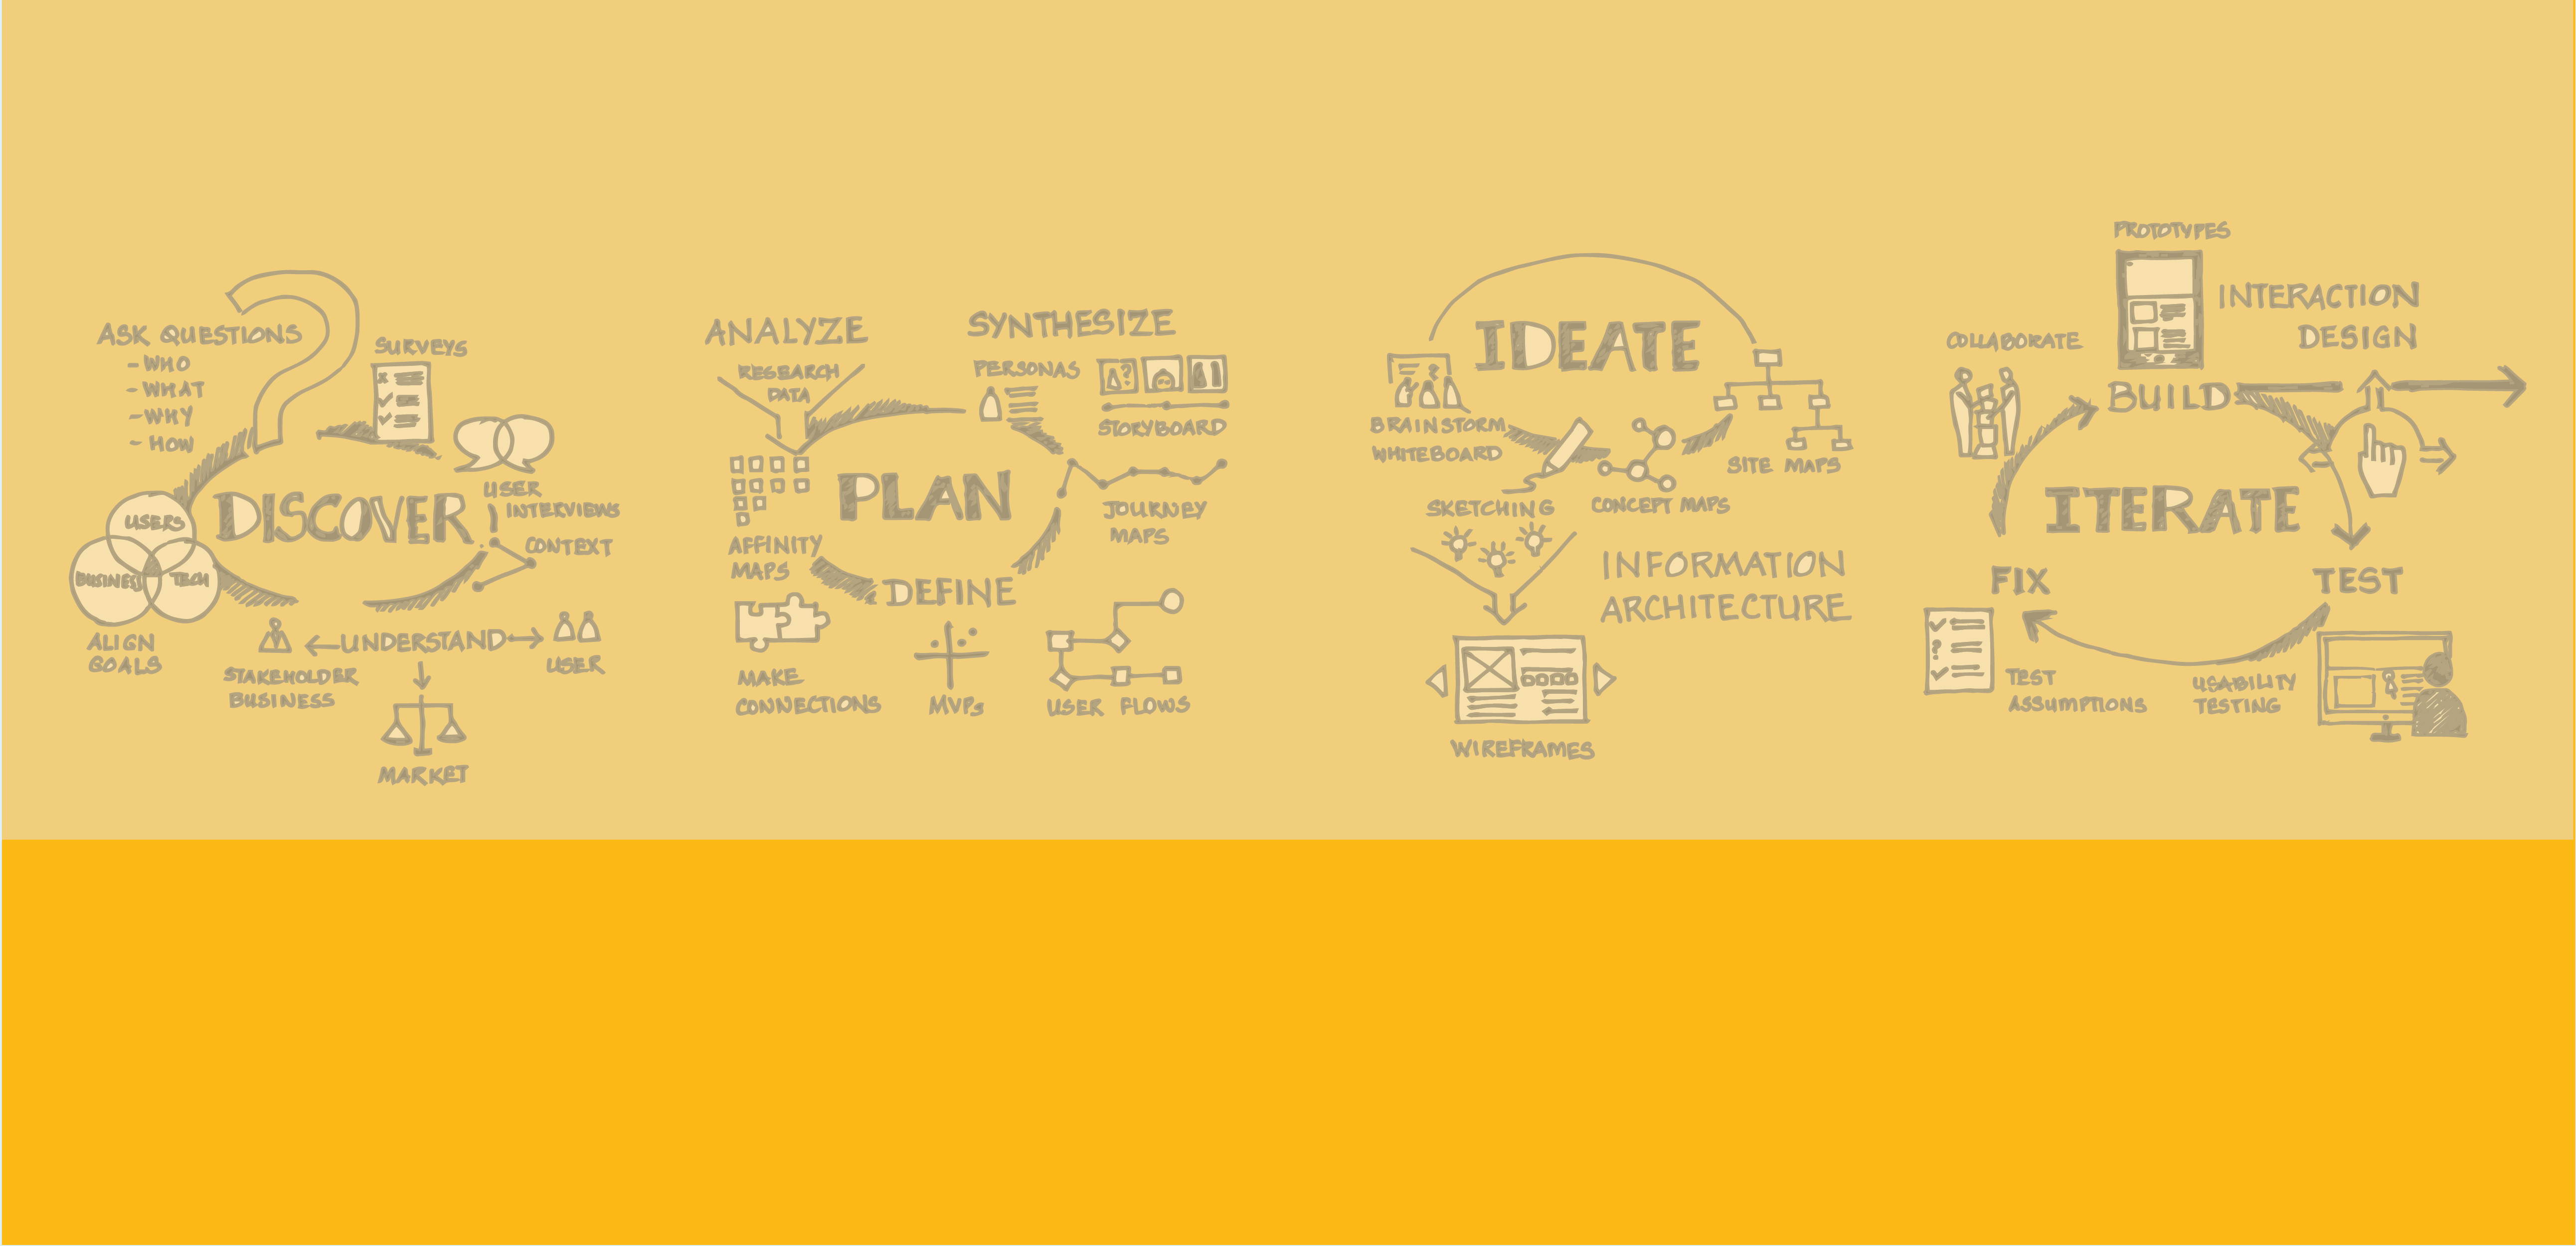 ASK QUESTIONS
- WHO
- WHAT
- WHY
- HOW
SURVEYS
USER
INTERVIEWS
CONTEXT
DISCOVER
USERS
BUSINESS
TECH
ALIGN
GOALS
UNDERSTAND
STAKEHOLDER
BUSINESS
USER
MARKET
ANALYZE
RESEARCH
DATA
SYNTHESIZE
PERSONAS
STORYBOARD
PLAN
JOURNEY
MAPS
AFFINITY
MAPS
DEFINE
MAKE
CONNECTIONS
MVPs
USER FLOWS
IDEATE
BRAINSTORM
WHITEBOARD
SKETCHING
CONCEPT MAPS
SITE MAPS
INFORMATION
ARCHITECTURE
WIREFRAMES
PROTOTYPES
INTERACTION
DESIGN
COLLABORATE
BUILD
ITERATE
FIX
TEST
TEST
ASSUMPTIONS
USABILITY
TESTING